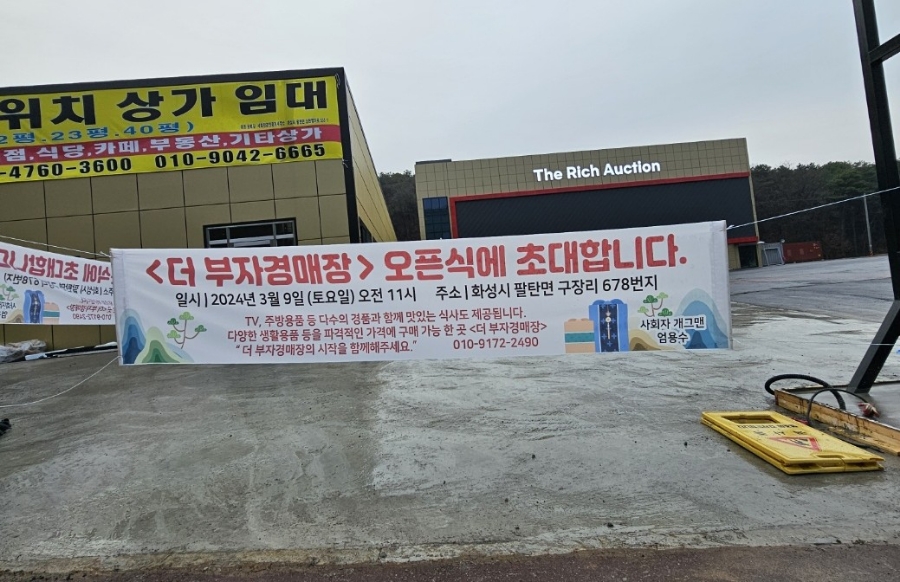 위치 상가 임대
2평.23평.40평)
점.식당.카페.부동산.기타상가
-4760-3600 010-9042-6665
The Rich Auction
<더 부자경매장> 오픈식에 초대합니다.
일시 | 2024년 3월 9일 (토요일) 오전 11시 주소 | 화성시 팔탄면 구장리 678번지
TV, 주방용품 등 다수의 경품과 함께 맛있는 식사도 제공됩니다.
다양한 생활용품 등을 파격적인 가격에 구매 가능 한 곳 <더 부자경매장>
"더 부자경매장의 시작을 함께해주세요." 010-9172-2490
사회자 개그맨
엄용수